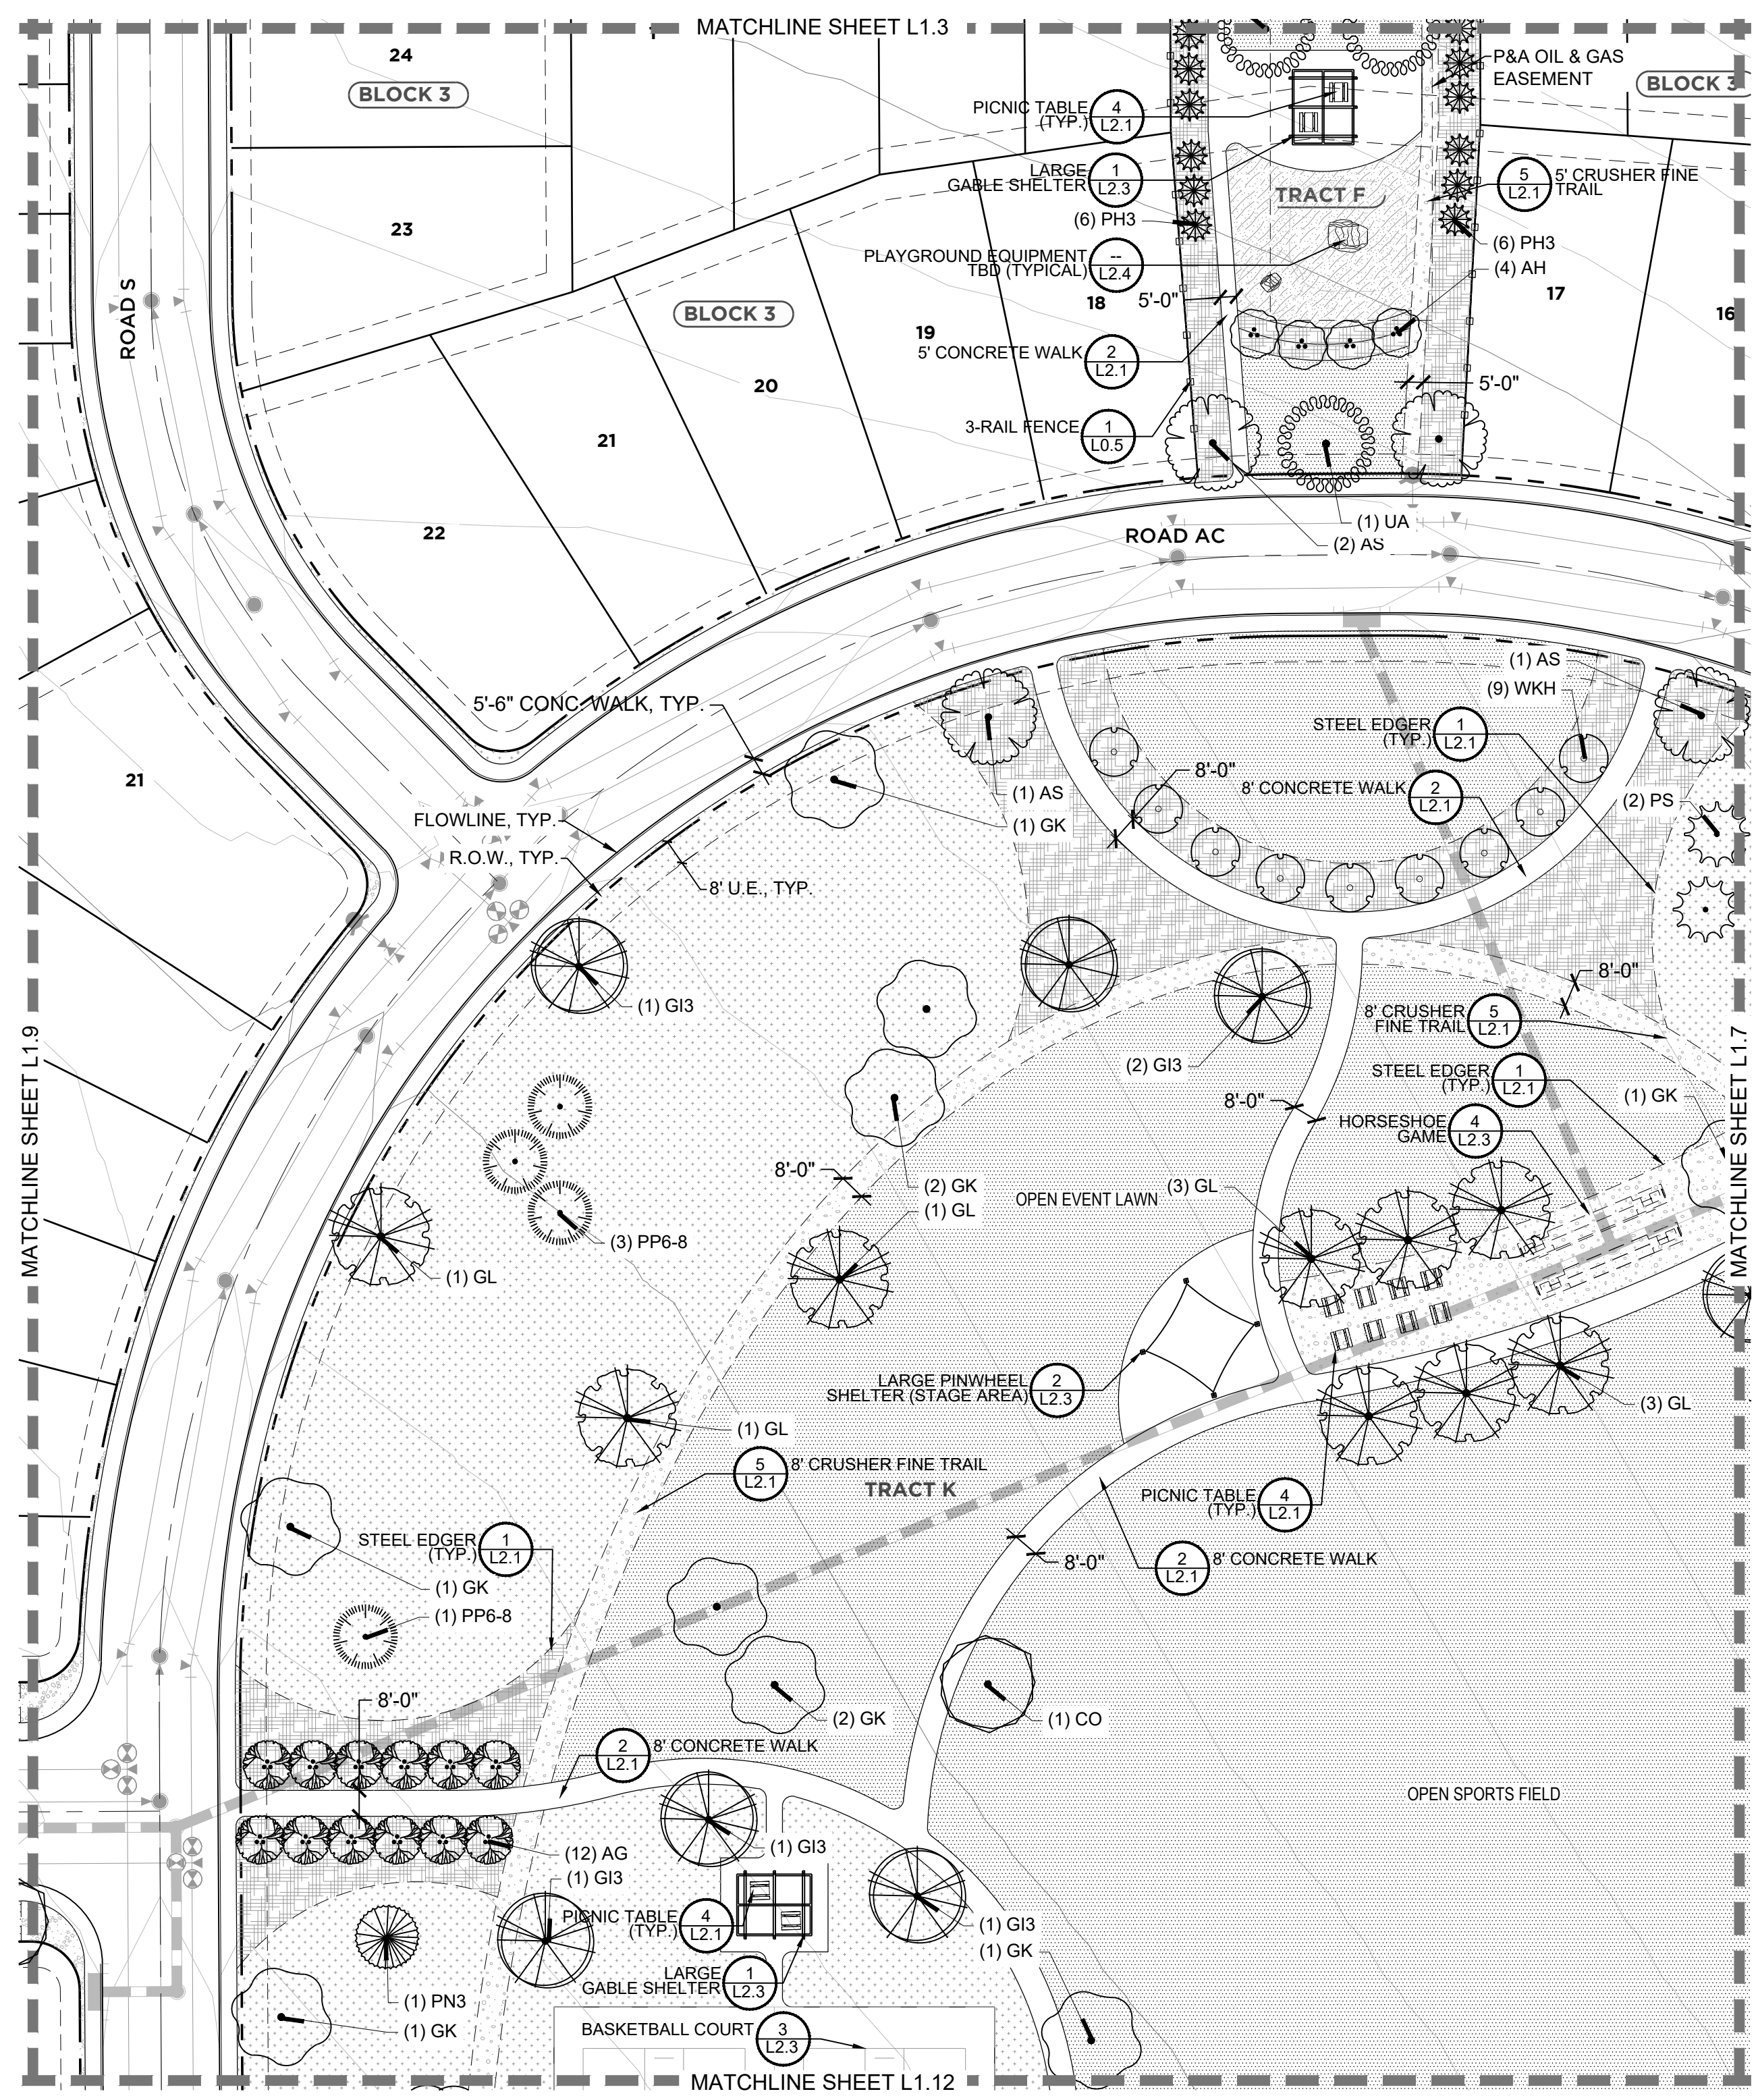 MATCHLINE SHEET L1.3
24
BLOCK 3
P&A OIL & GAS
EASEMENT
BLOCK 3
PICNIC TABLE
(TYP.)
4
L2.1
LARGE
GABLE SHELTER
1
L2.3
TRACT F
5
L2.1
5' CRUSHER FINE
TRAIL
(6) PH3
(6) PH3
23
PLAYGROUND EQUIPMENT
TBD (TYPICAL)
--
L2.4
(4) AH
ROAD S
BLOCK 3
18
5'-0"
17
16
19
5' CONCRETE WALK
2
L2.1
20
5'-0"
3-RAIL FENCE
1
L0.5
21
22
(1) UA
(2) AS
ROAD AC
(1) AS
(9) WKH
5'-6" CONC. WALK, TYP.
STEEL EDGER
(TYP.)
1
L2.1
21
8'-0"
8' CONCRETE WALK
2
L2.1
(1) AS
(2) PS
FLOWLINE, TYP.
(1) GK
R.O.W., TYP.
8' U.E., TYP.
8'-0"
(1) GI3
8' CRUSHER
FINE TRAIL
5
L2.1
MATCHLINE SHEET L1.9
MATCHLINE SHEET L1.7
(2) GI3
STEEL EDGER
(TYP.)
1
L2.1
(1) GK
8'-0"
HORSESHOE
GAME
4
L2.3
8'-0"
(2) GK
(3) GL
OPEN EVENT LAWN
(1) GL
(3) PP6-8
(1) GL
LARGE PINWHEEL
SHELTER (STAGE AREA)
2
L2.3
(3) GL
(1) GL
5
L2.1
8' CRUSHER FINE TRAIL
TRACT K
PICNIC TABLE
(TYP.)
4
L2.1
STEEL EDGER
(TYP.)
1
L2.1
8'-0"
2
L2.1
8' CONCRETE WALK
(1) GK
(1) PP6-8
8'-0"
(2) GK
(1) CO
2
L2.1
8' CONCRETE WALK
OPEN SPORTS FIELD
(1) GI3
(12) AG
(1) GI3
PICNIC TABLE
(TYP.)
4
L2.1
(1) GI3
(1) GK
LARGE
GABLE SHELTER
1
L2.3
(1) PN3
(1) GK
BASKETBALL COURT
3
L2.3
MATCHLINE SHEET L1.12